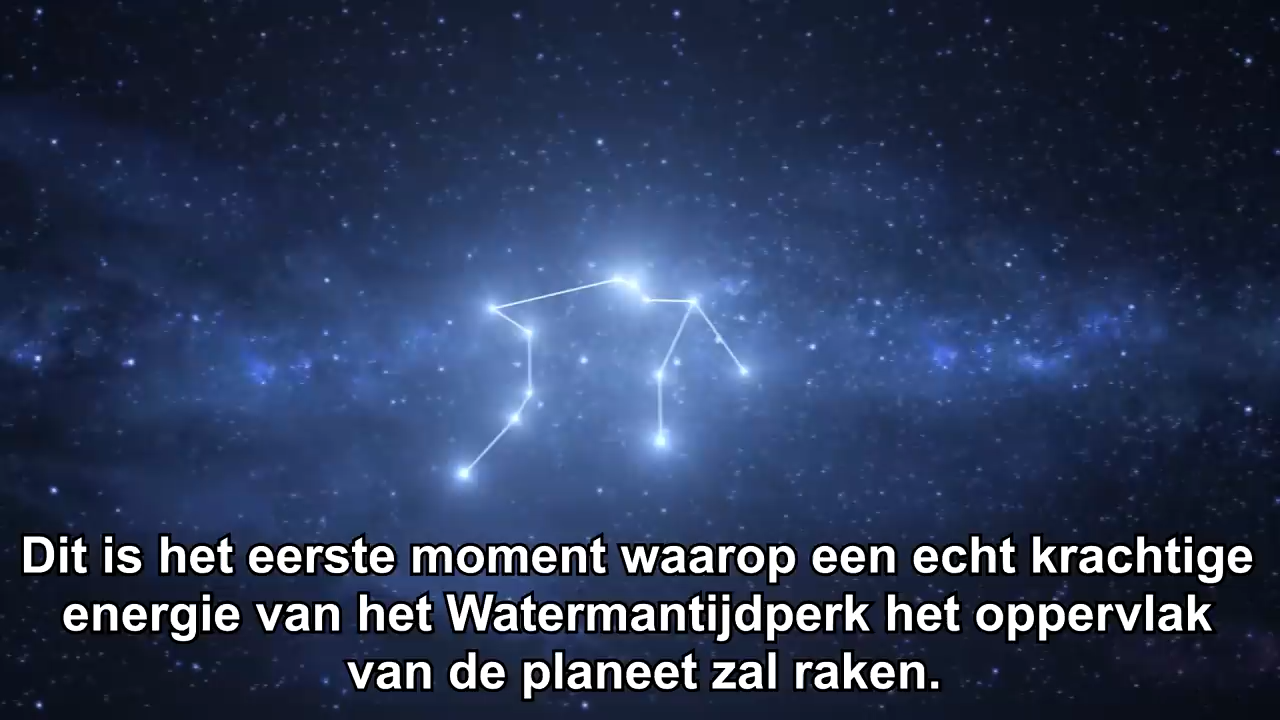 Dit is het eerste moment waarop een echt krachtige
energie van het Watermantijdperk het oppervlak
van de planeet zal raken.